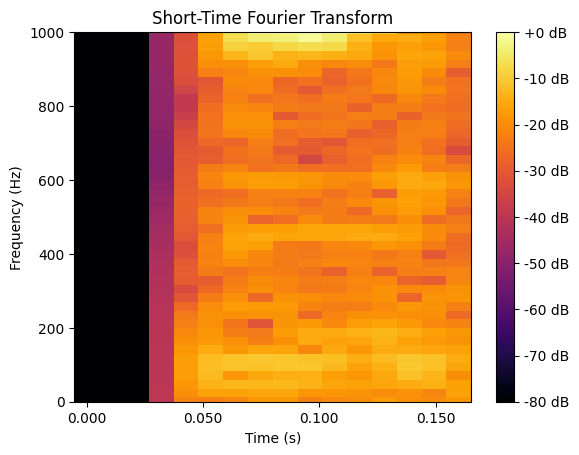 Short-Time Fourier Transform
1000
800
600
400
200
0
Frequency (Hz)
0.000
0.050
0.100
0.150
Time (s)
+0 dB
-10 dB
-20 dB
-30 dB
-40 dB
-50 dB
-60 dB
-70 dB
-80 dB